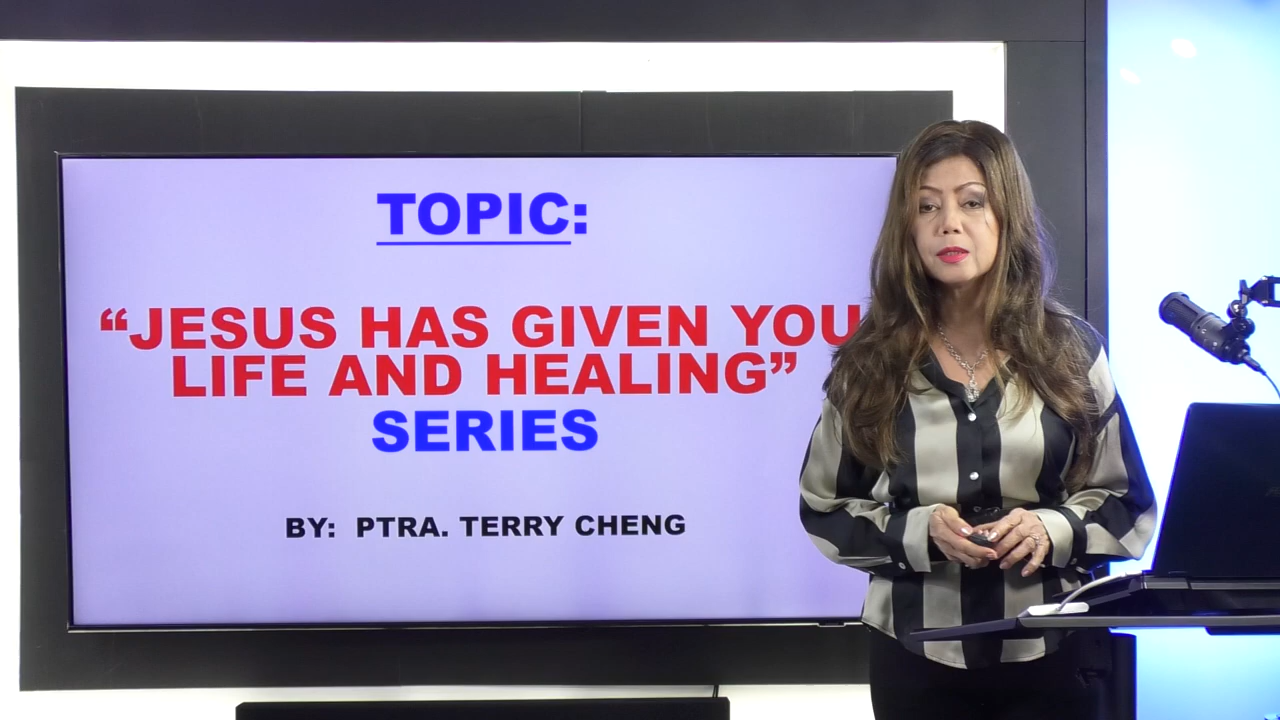 TOPIC:
“JESUS HAS GIVEN YOU
LIFE AND HEALING”
SERIES
BY: PTRA. TERRY CHENG